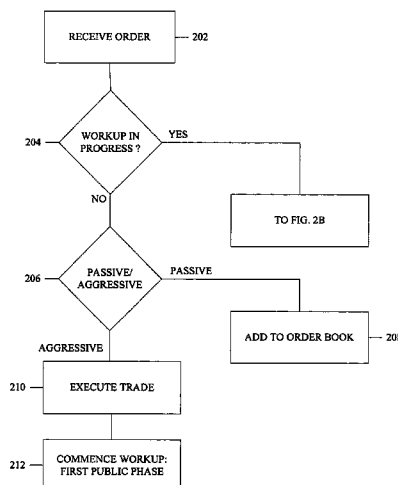 RECEIVE ORDER
202
204
WORKUP IN
PROGRESS ?
YES
NO
TO FIG. 2B
206
PASSIVE/
AGGRESSIVE
PASSIVE
ADD TO ORDER BOOK
AGGRESSIVE
210
EXECUTE TRADE
212
COMMENCE WORKUP:
FIRST PUBLIC PHASE